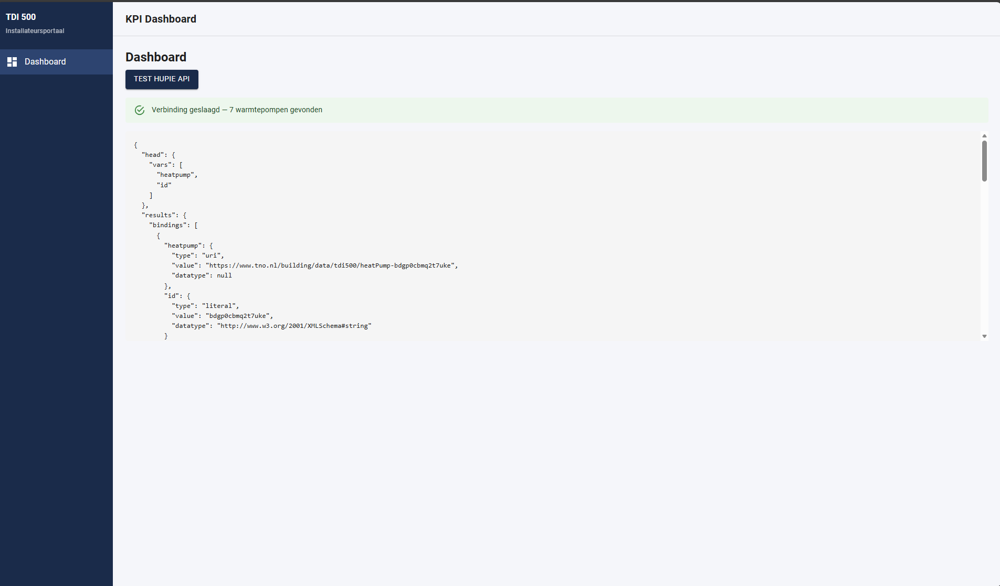 TDI 500
Installateursportaal
Dashboard
KPI Dashboard
Dashboard
TEST HUPIE API
Verbinding geslaagd — 7 warmtepompen gevonden
{
  "head": {
    "vars": [
      "heatpump",
      "id"
    ]
  },
  "results": {
    "bindings": [
      {
        "heatpump": {
          "type": "uri",
          "value": "https://www.tno.nl/building/data/tdi500/heatPump-bdgp0cbmq2t7uke",
          "datatype": null
        },
        "id": {
          "type": "literal",
          "value": "bdgp0cbmq2t7uke",
          "datatype": "http://www.w3.org/2001/XMLSchema#string"
        }